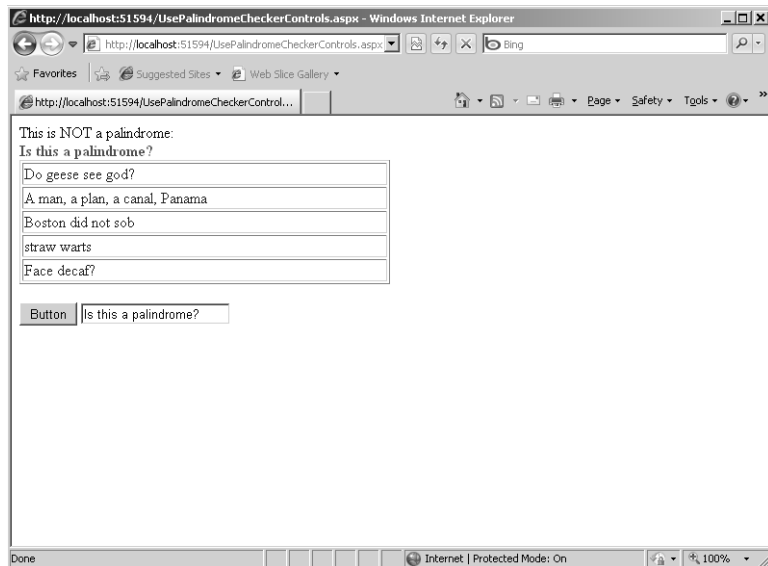 http://localhost:51594/UsePalindromeCheckerControls.aspx - Windows Internet Explorer
http://localhost:51594/UsePalindromeCheckerControls.aspx Bing
Favorites Suggested Sites Web Slice Gallery
http://localhost:51594/UsePalindromeCheckerControl... Page Safety Tools »
This is NOT a palindrome:
Is this a palindrome?
Do geese see god?
A man, a plan, a canal, Panama
Boston did not sob
straw warts
Face decaf?
Button Is this a palindrome?
Done Internet | Protected Mode: On 100%